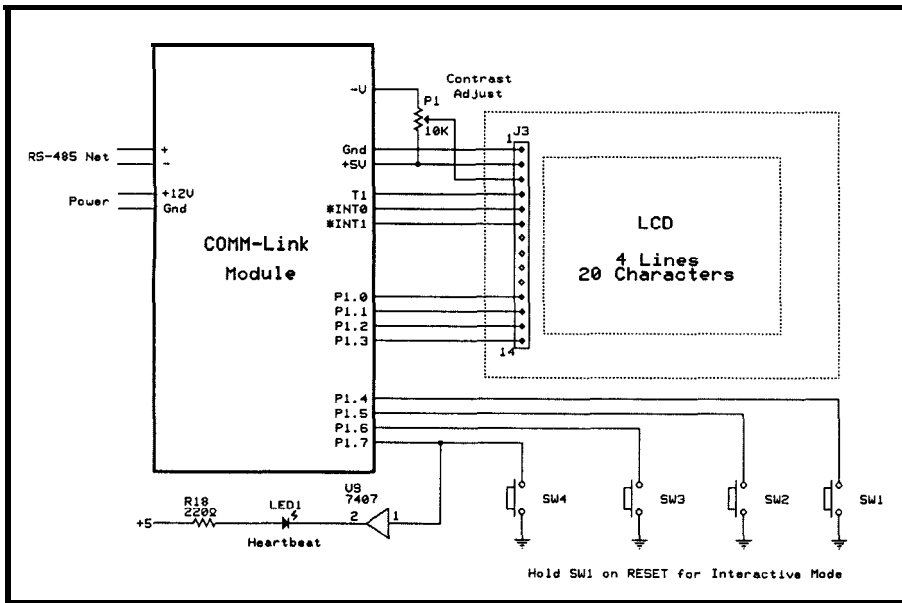 Contrast
Adjust
-V
P1
10K
J3
1
RS-485 Net
+
-
Gnd
+5V
Power
+12V
Gnd
T1
*INT0
*INT1
LCD
4 Lines
20 Characters
COMM-Link
Module
P1.0
P1.1
P1.2
P1.3
14
P1.4
P1.5
P1.6
P1.7
U9
7407
R18
220Ω
LED1
2
1
+5
Heartbeat
SW4
SW3
SW2
SW1
Hold SW1 on RESET for Interactive Mode